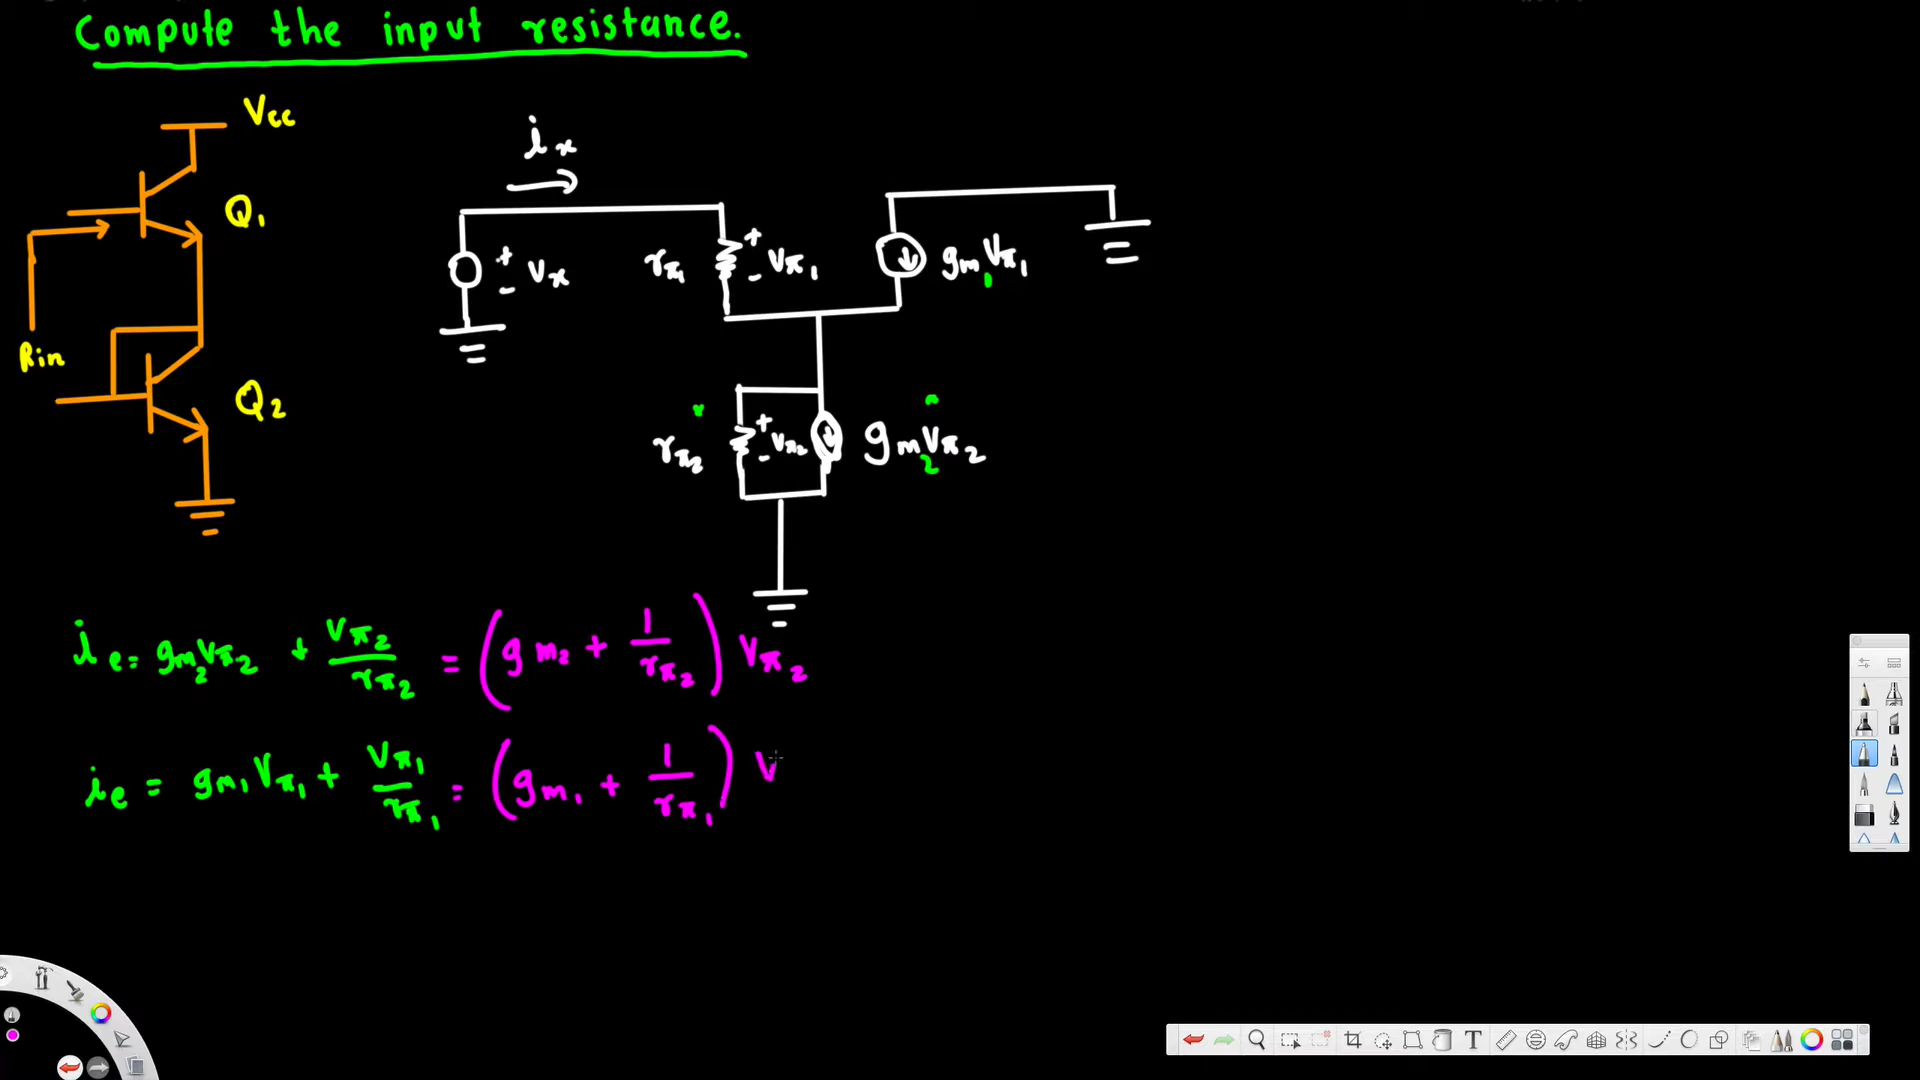 Compute the input resistance.
Vcc
Q1
Rin
Q2
ix
+
- Vx
rπ1
+
- Vπ1
gm1Vπ1
rπ2
+
- Vπ2
gm2Vπ2
ie = gm2Vπ2 + Vπ2/rπ2 = (gm2 + 1/rπ2) Vπ2
ie = gm1Vπ1 + Vπ1/rπ1 = (gm1 + 1/rπ1) V
T